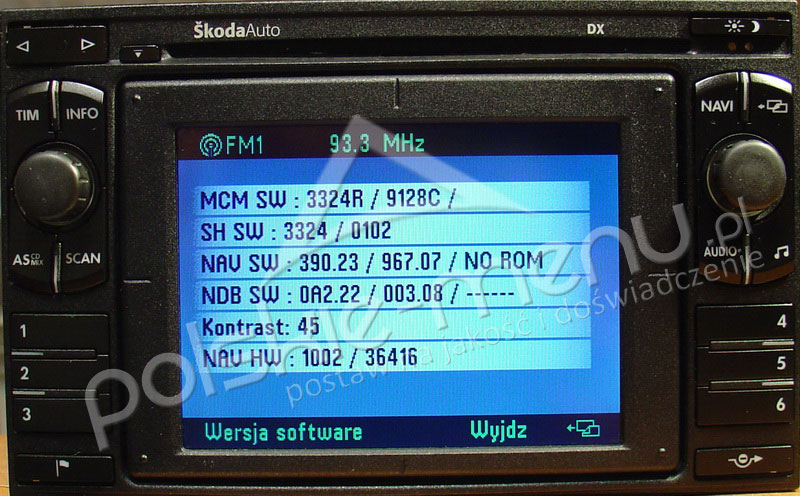 ŠkodaAuto
DX
TIM
INFO
NAVI
FM1 93.3 MHz
MCM SW : 3324R / 9128C /
SH SW : 3324 / 0102
NAV SW : 390.23 / 967.07 / NO ROM
NDB SW : 0A2.22 / 003.08 / ------
Kontrast: 45
NAV HW : 1002 / 36416
AS CD MIX
SCAN
AUDIO
1
2
3
4
5
6
Wersja software
Wyjdz
polskie-menu.pl
postaw na jakość i doświadczenie